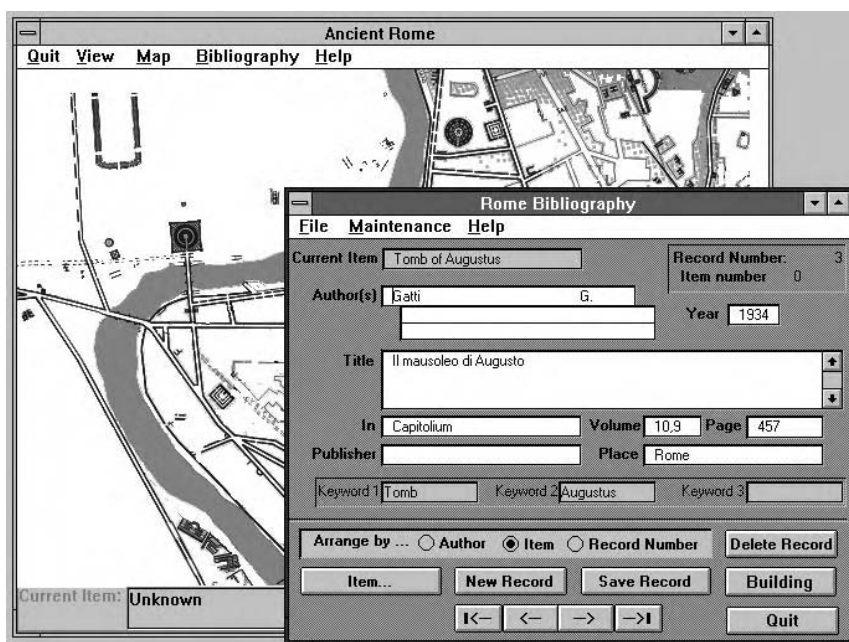 Ancient Rome
Quit View Map Bibliography Help
Rome Bibliography
File Maintenance Help
Current Item Tomb of Augustus
Record Number: 3
Item number 0
Author(s) Gatti G.
Year 1934
Title Il mausoleo di Augusto
In Capitolium Volume 10,9 Page 457
Publisher Place Rome
Keyword 1 Tomb Keyword 2 Augustus Keyword 3
Arrange by ... Author Item Record Number Delete Record
Item... New Record Save Record Building
I<- <- -> ->I Quit
Current Item: Unknown